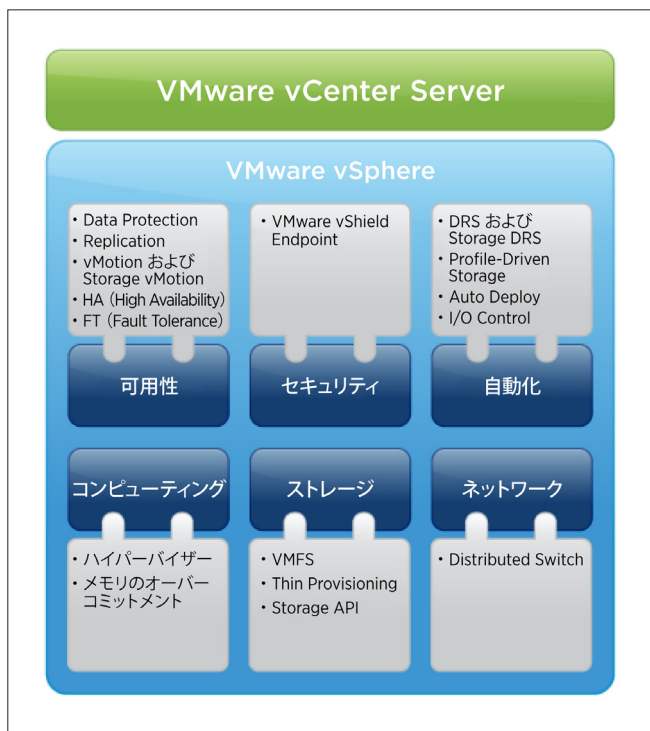 VMware vCenter Server
VMware vSphere
• Data Protection
• Replication
• vMotion および
Storage vMotion
• HA（High Availability）
• FT（Fault Tolerance）
可用性
• VMware vShield
Endpoint
セキュリティ
• DRS および
Storage DRS
• Profile-Driven
Storage
• Auto Deploy
• I/O Control
自動化
コンピューティング
• ハイパーバイザー
• メモリのオーバー
コミットメント
ストレージ
• VMFS
• Thin Provisioning
• Storage API
ネットワーク
• Distributed Switch